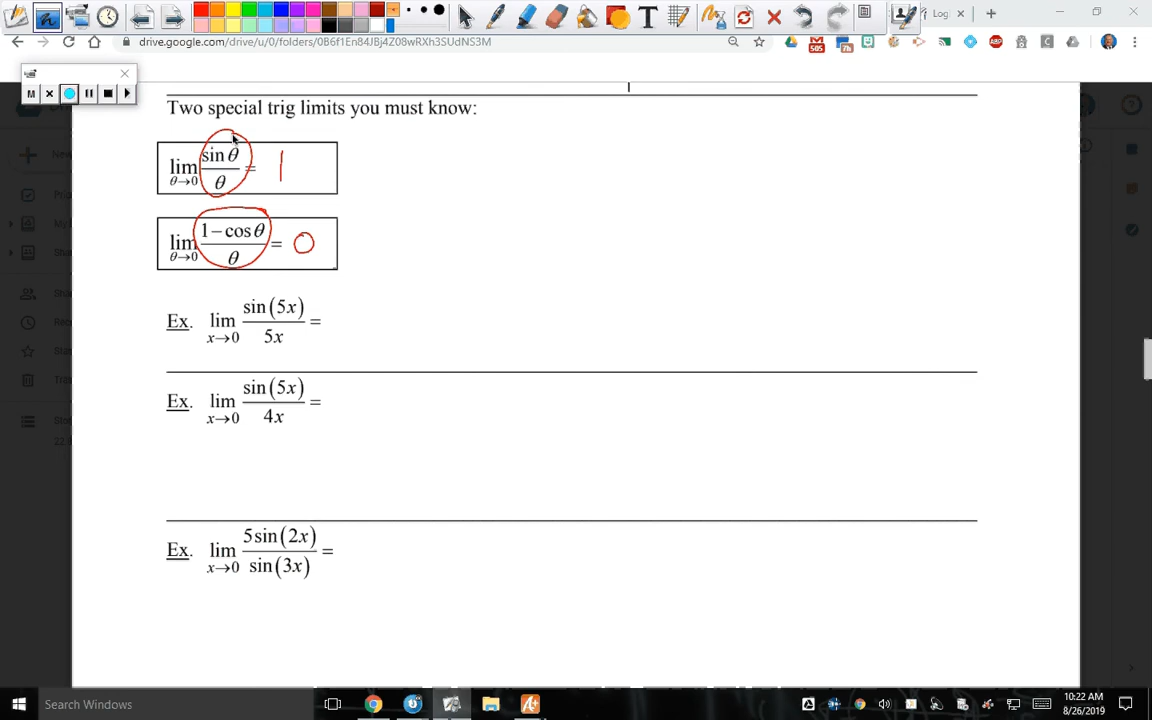 Log
drive.google.com/drive/u/0/folders/0B6f1En84JBj4Z08wRXh3SUdNS3M
Two special trig limits you must know:
lim θ→0 sin θ / θ = 1
lim θ→0 1 − cos θ / θ = 0
Ex. lim x→0 sin(5x) / 5x =
Ex. lim x→0 sin(5x) / 4x =
Ex. lim x→0 5sin(2x) / sin(3x) =
Search Windows
10:22 AM
8/26/2019